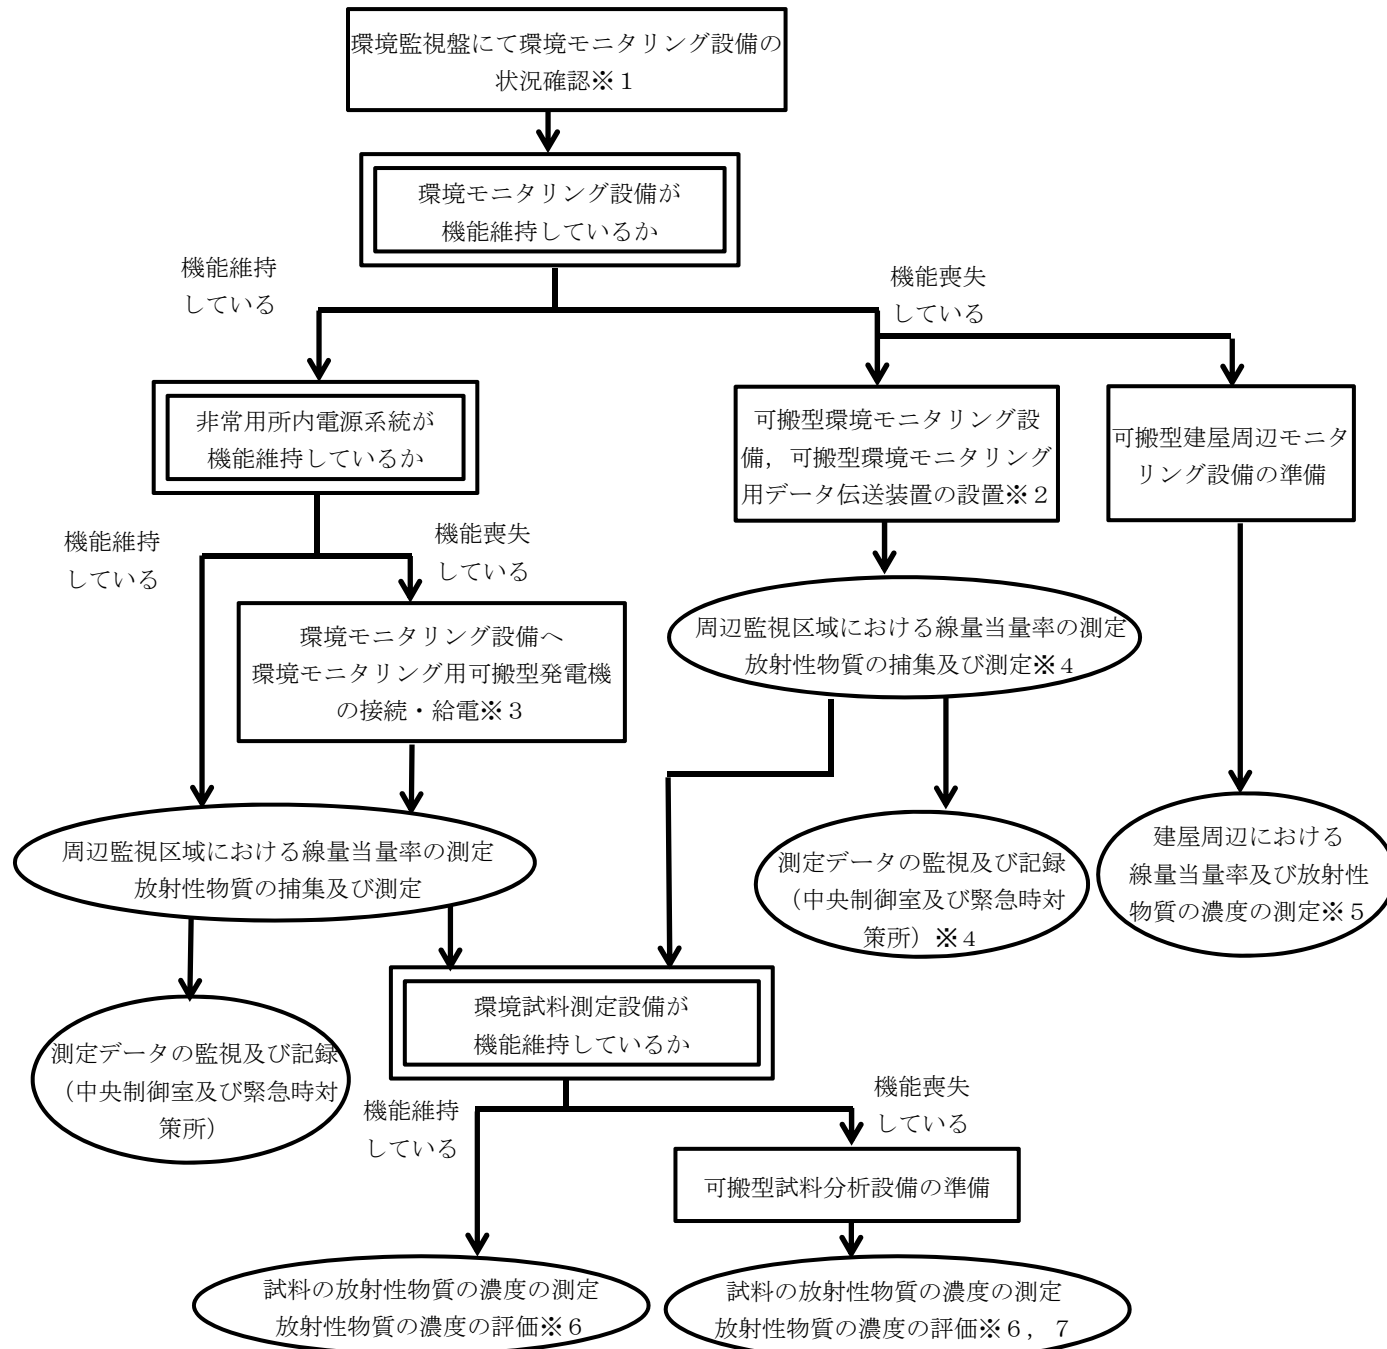 環境監視盤にて環境モニタリング設備の
状況確認※１
環境モニタリング設備が
機能維持しているか
機能維持
している
機能喪失
している
非常用所内電源系統が
機能維持しているか
可搬型環境モニタリング設
備，可搬型環境モニタリング
用データ伝送装置の設置※２
可搬型建屋周辺モニタ
リング設備の準備
機能維持
している
機能喪失
している
環境モニタリング設備へ
環境モニタリング用可搬型発電機
の接続・給電※３
周辺監視区域における線量当量率の測定
放射性物質の捕集及び測定※４
周辺監視区域における線量当量率の測定
放射性物質の捕集及び測定
測定データの監視及び記録
（中央制御室及び緊急時対
策所）※４
建屋周辺における
線量当量率及び放射性
物質の濃度の測定※５
測定データの監視及び記録
（中央制御室及び緊急時対
策所）
環境試料測定設備が
機能維持しているか
機能維持
している
機能喪失
している
可搬型試料分析設備の準備
試料の放射性物質の濃度の測定
放射性物質の濃度の評価※６
試料の放射性物質の濃度の測定
放射性物質の濃度の評価※６，７